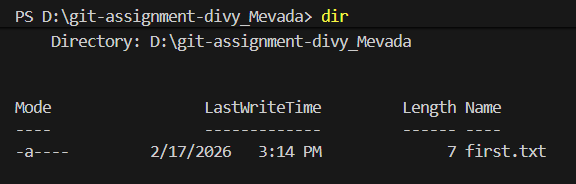 PS D:\git-assignment-divy_Mevada> dir
    Directory: D:\git-assignment-divy_Mevada
Mode                 LastWriteTime         Length Name
----                 -------------         ------ ----
-a----         2/17/2026   3:14 PM              7 first.txt